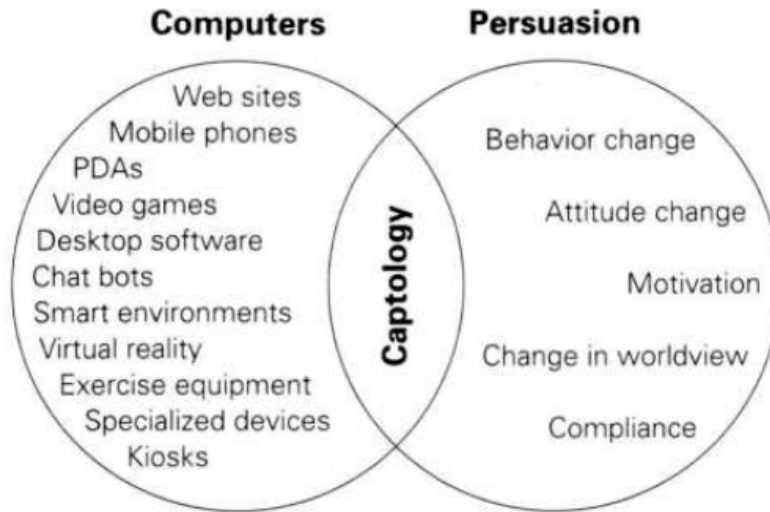 Computers
Persuasion
Web sites
Mobile phones
PDAs
Video games
Desktop software
Chat bots
Smart environments
Virtual reality
Exercise equipment
Specialized devices
Kiosks
Captology
Behavior change
Attitude change
Motivation
Change in worldview
Compliance